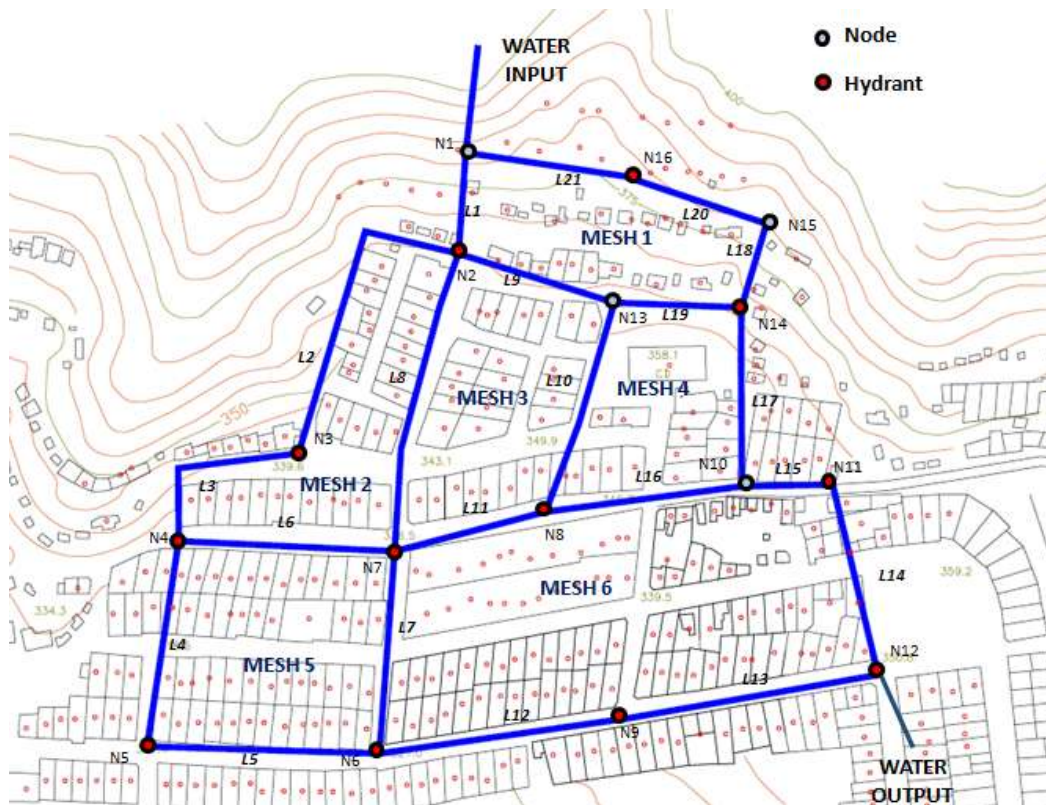 WATER
INPUT
Node
Hydrant
400
N1
N16
L21
375
L20
N15
L1
MESH 1
L18
N2
L9
N13
L19
N14
L2
358.1
L8
L10
MESH 4
MESH 3
L17
350
349.9
N3
339.6
343.1
N10
L15
N11
L3
MESH 2
L16
L11
L6
N8
N4
N7
L14
359.2
MESH 6
339.5
334.3
L7
L4
N12
MESH 5
L13
L12
N9
N5
L5
N6
WATER
OUTPUT